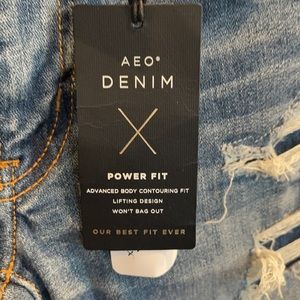 AEO®
DENIM
POWER FIT
ADVANCED BODY CONTOURING FIT
LIFTING DESIGN
WON'T BAG OUT
OUR BEST FIT EVER